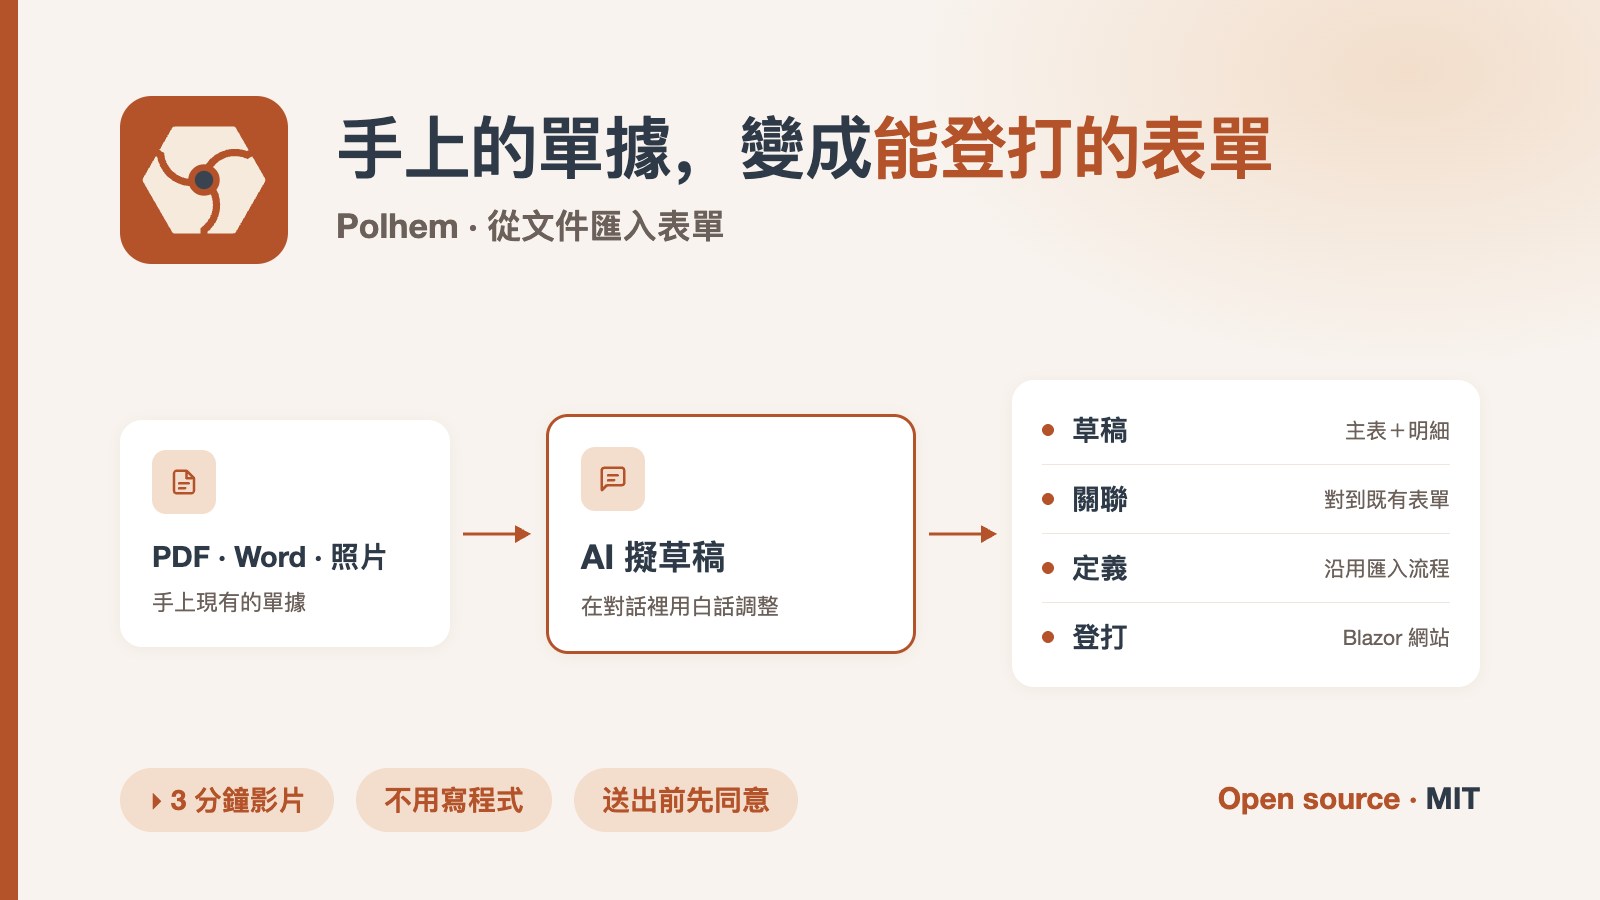 手上的單據，變成能登打的表單
Polhem · 從文件匯入表單
PDF · Word · 照片
手上現有的單據
AI 擬草稿
在對話裡用白話調整
草稿 主表＋明細
關聯 對到既有表單
定義 沿用匯入流程
登打 Blazor 網站
3 分鐘影片
不用寫程式
送出前先同意
Open source · MIT